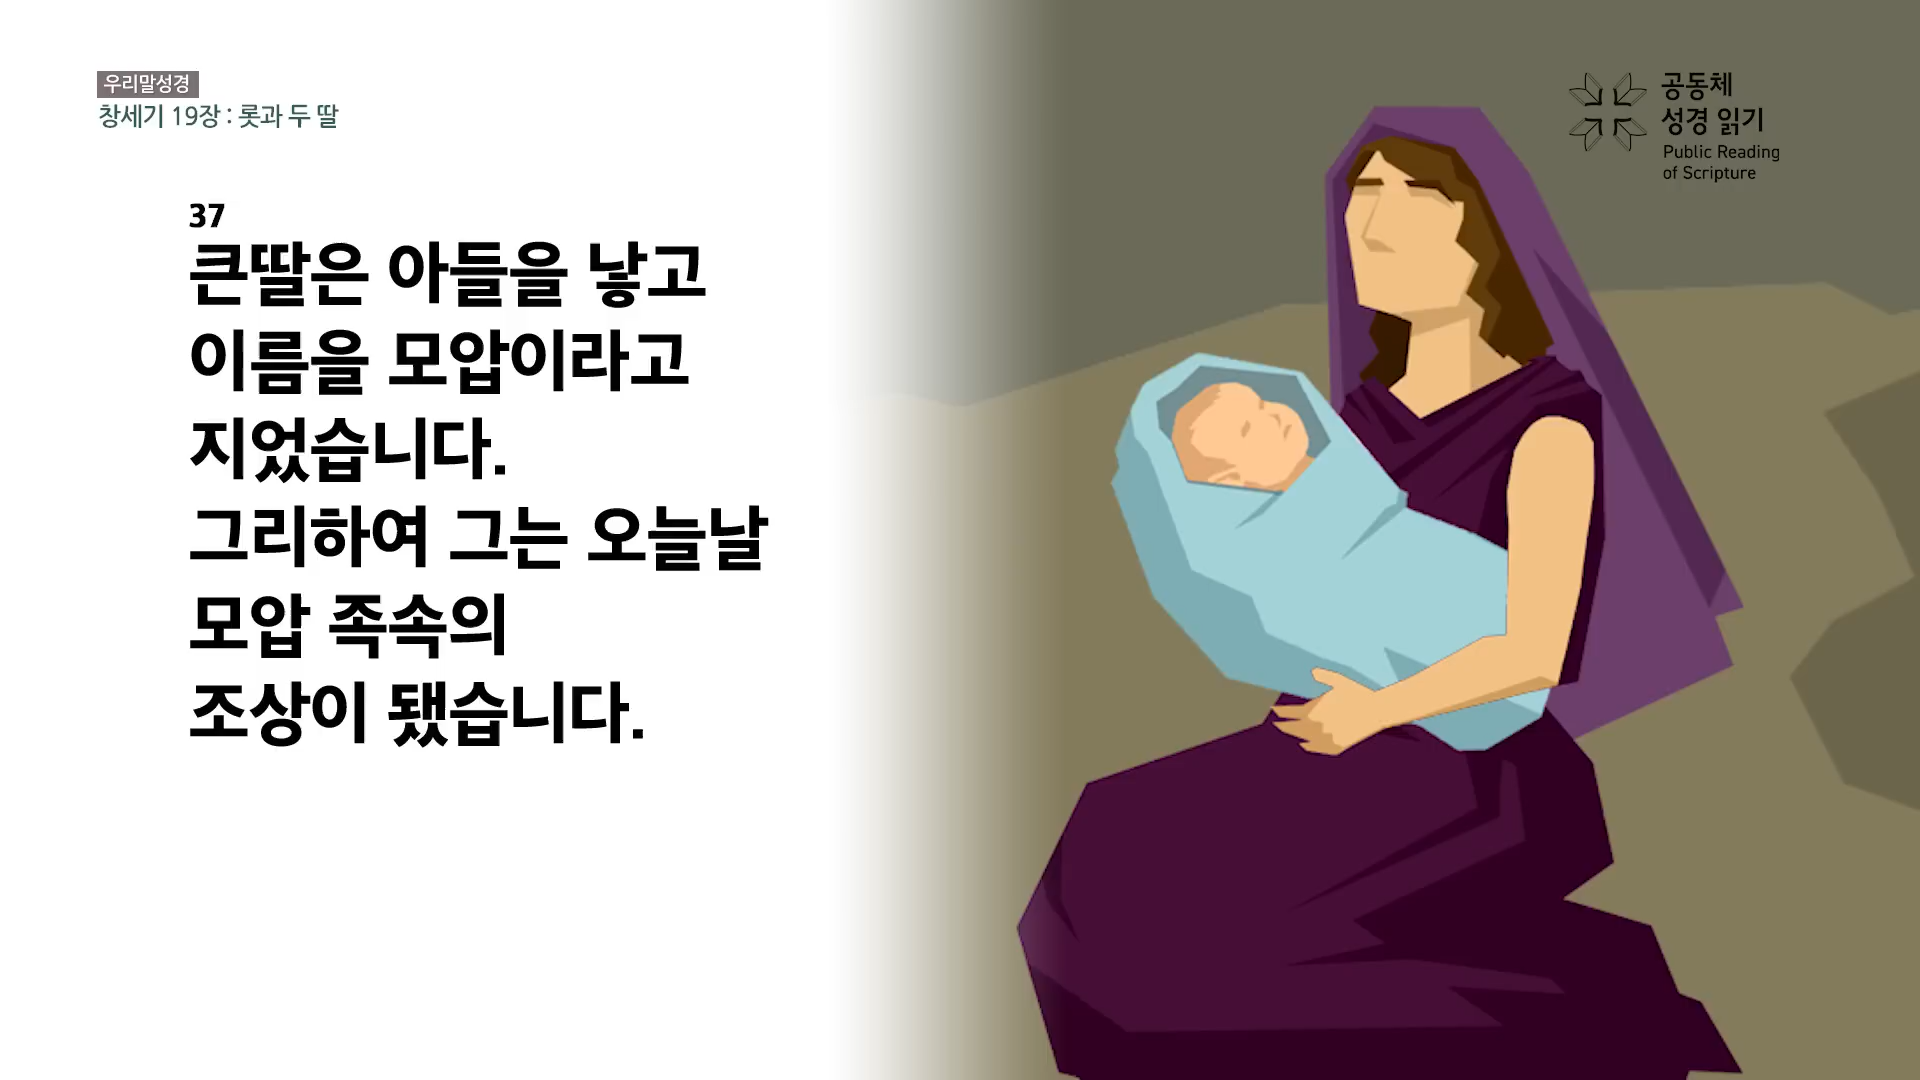 우리말성경
창세기 19장 : 롯과 두 딸
37
큰딸은 아들을 낳고
이름을 모압이라고
지었습니다.
그리하여 그는 오늘날
모압 족속의
조상이 됐습니다.
공동체
성경 읽기
Public Reading
of Scripture